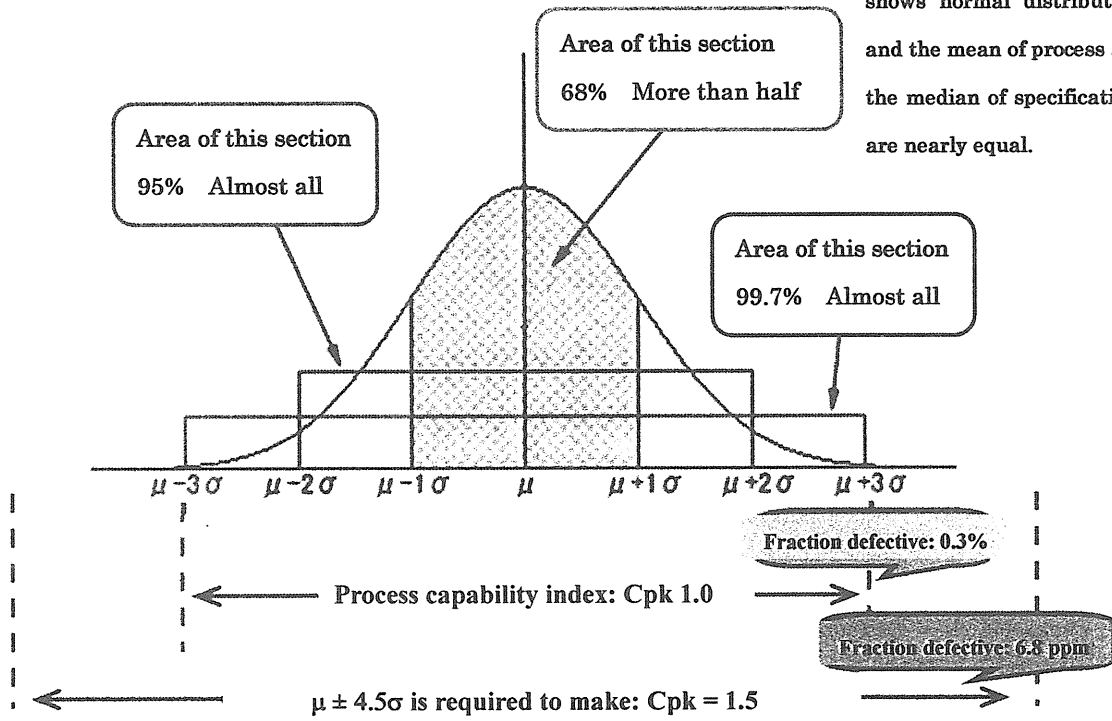 shows normal distribut
and the mean of process
the median of specificati
are nearly equal.
Area of this section
68% More than half
Area of this section
95% Almost all
Area of this section
99.7% Almost all
μ-3σ μ-2σ μ-1σ μ μ+1σ μ+2σ μ+3σ
Fraction defective: 0.3%
Process capability index: Cpk 1.0
Fraction defective: 6.8 ppm
μ ± 4.5σ is required to make: Cpk = 1.5